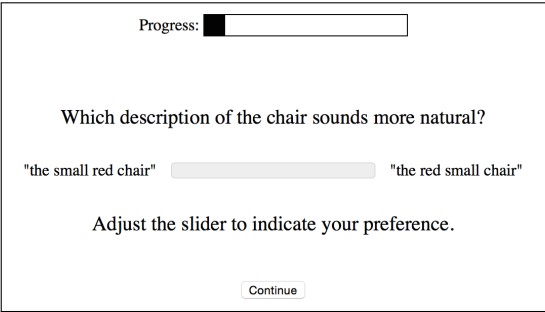 Progress:
Which description of the chair sounds more natural?
"the small red chair" "the red small chair"
Adjust the slider to indicate your preference.
Continue